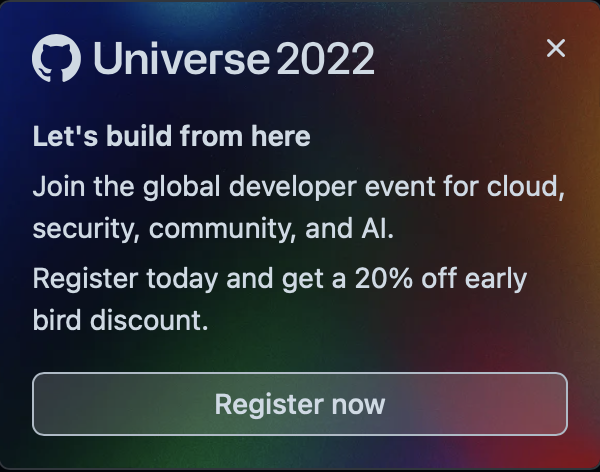 Universe 2022
Let's build from here
Join the global developer event for cloud,
security, community, and AI.
Register today and get a 20% off early
bird discount.
Register now